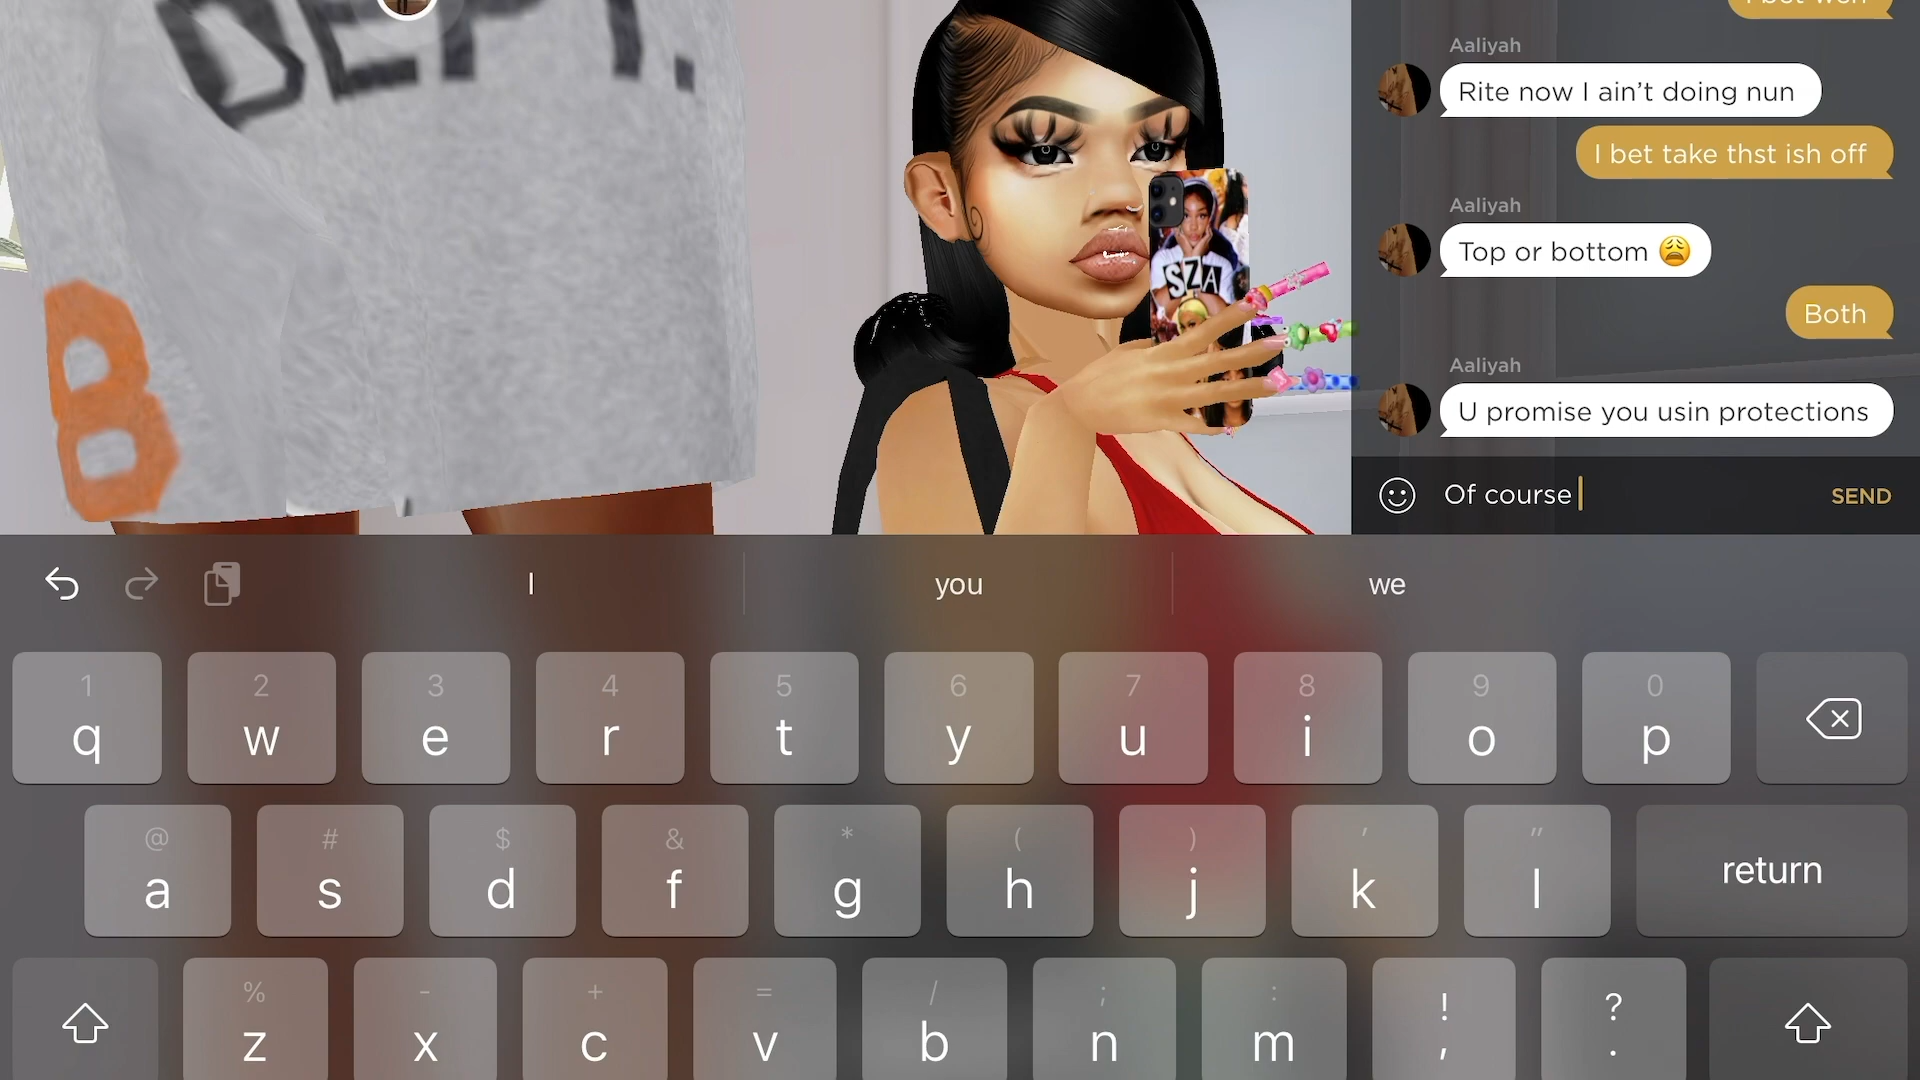 DEPT.
B
SZA
Aaliyah
Rite now I ain’t doing nun
I bet take thst ish off
Aaliyah
Top or bottom 😩
Both
Aaliyah
U promise you usin protections
Of course
SEND
I
you
we
1 2 3 4 5 6 7 8 9 0
q w e r t y u i o p
@ # $ & * ( ) ’ ”
a s d f g h j k l return
% - + = / ; : ! ?
z x c v b n m , .